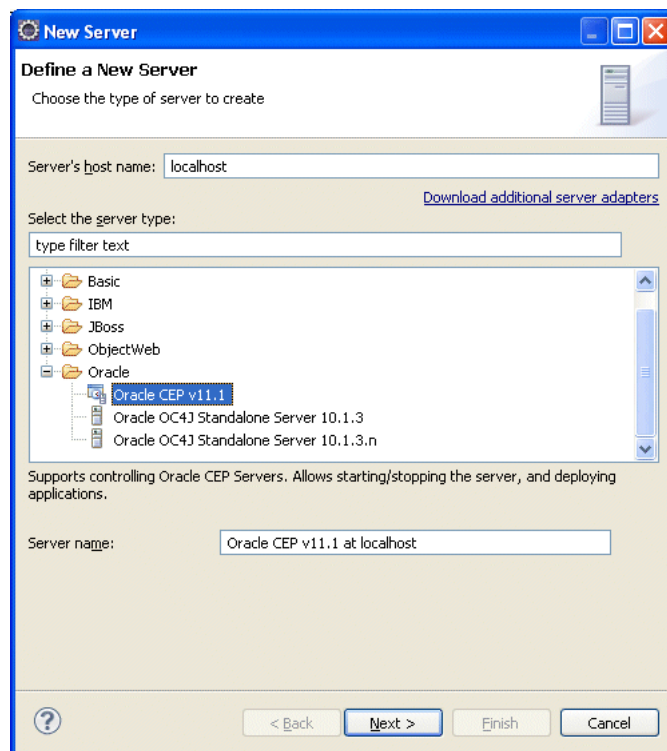 New Server
Define a New Server
Choose the type of server to create
Server's host name: localhost
Download additional server adapters
Select the server type:
type filter text
Basic
IBM
JBoss
ObjectWeb
Oracle
Oracle CEP v11.1
Oracle OC4J Standalone Server 10.1.3
Oracle OC4J Standalone Server 10.1.3.n
Supports controlling Oracle CEP Servers. Allows starting/stopping the server, and deploying
applications.
Server name: Oracle CEP v11.1 at localhost
? < Back Next > Finish Cancel